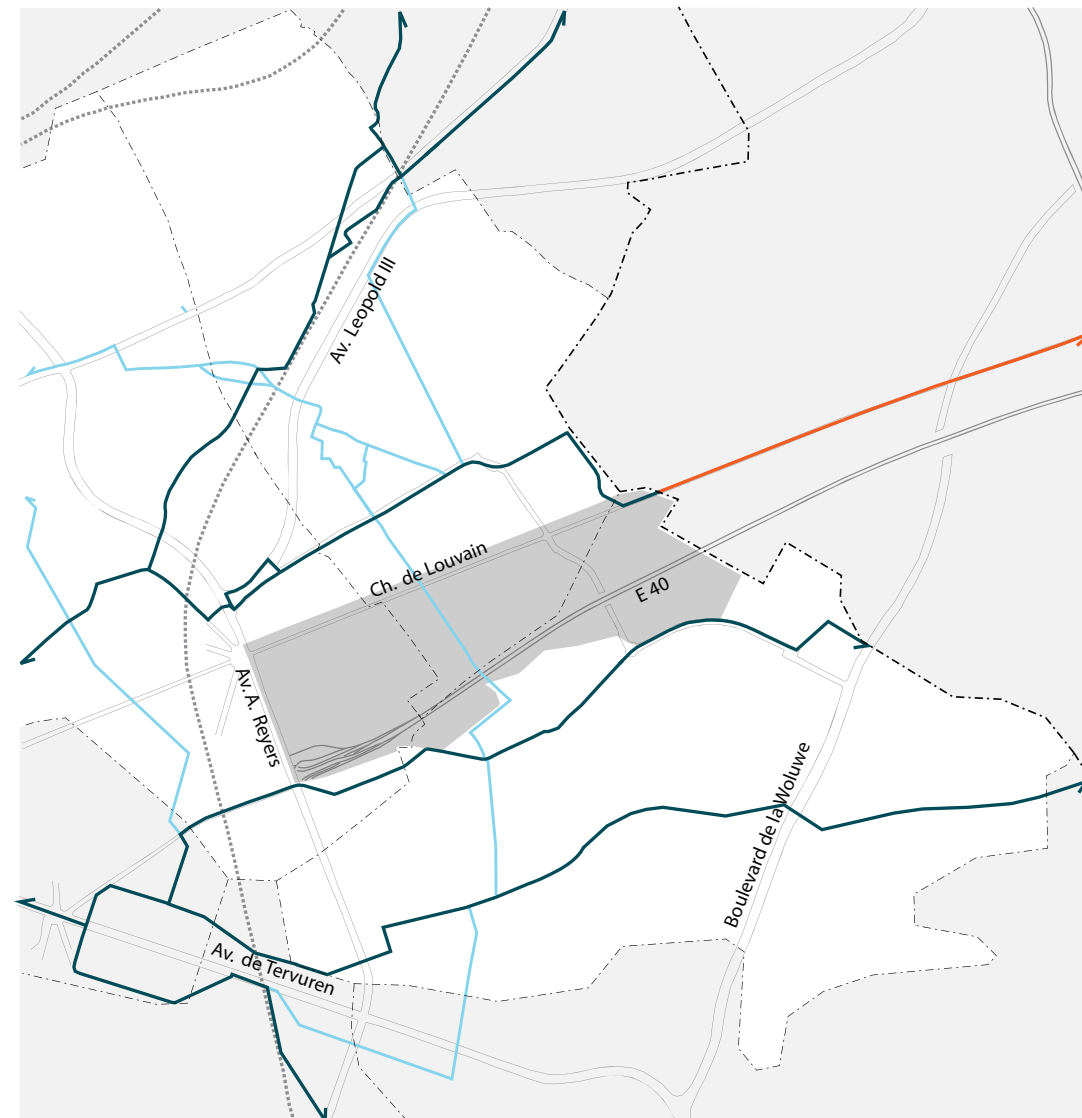 Av. Leopold III
Ch. de Louvain
E 40
Av. A. Reyers
Boulevard de la Woluwe
Av. de Tervuren